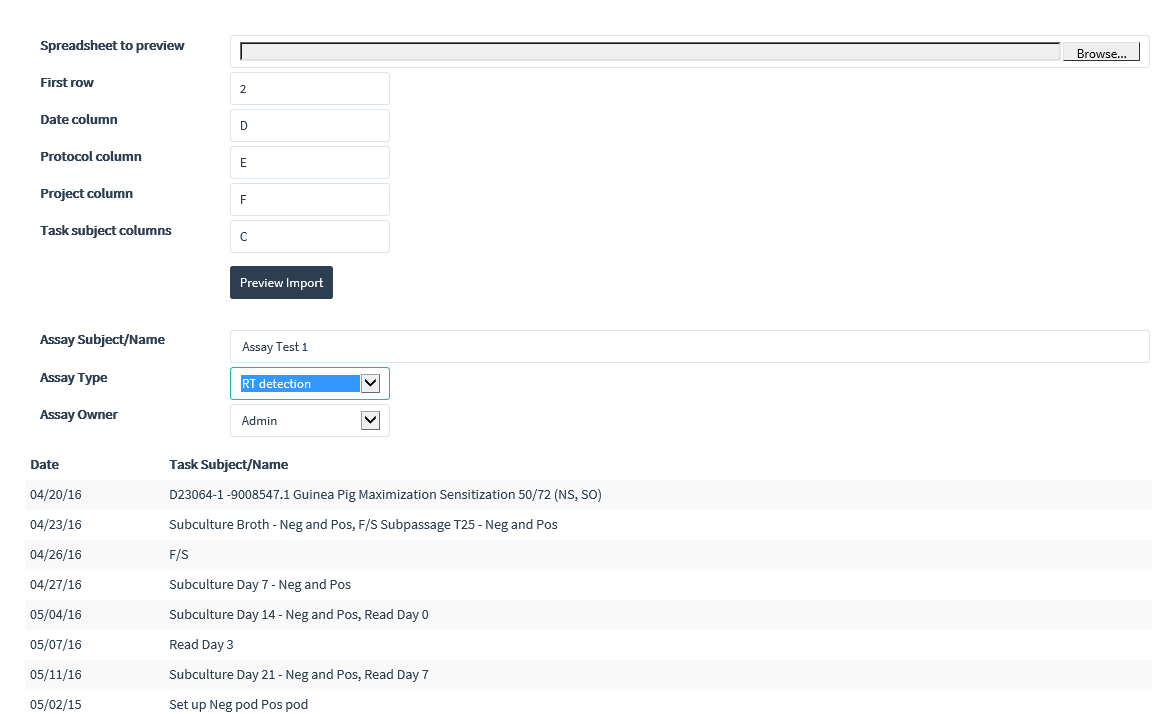 Spreadsheet to preview
Browse...
First row 2
Date column D
Protocol column E
Project column F
Task subject columns C
Preview Import
Assay Subject/Name Assay Test 1
Assay Type RT detection
Assay Owner Admin
Date Task Subject/Name
04/20/16 D23064-1 -9008547.1 Guinea Pig Maximization Sensitization 50/72 (NS, SO)
04/23/16 Subculture Broth - Neg and Pos, F/S Subpassage T25 - Neg and Pos
04/26/16 F/S
04/27/16 Subculture Day 7 - Neg and Pos
05/04/16 Subculture Day 14 - Neg and Pos, Read Day 0
05/07/16 Read Day 3
05/11/16 Subculture Day 21 - Neg and Pos, Read Day 7
05/02/15 Set up Neg pod Pos pod